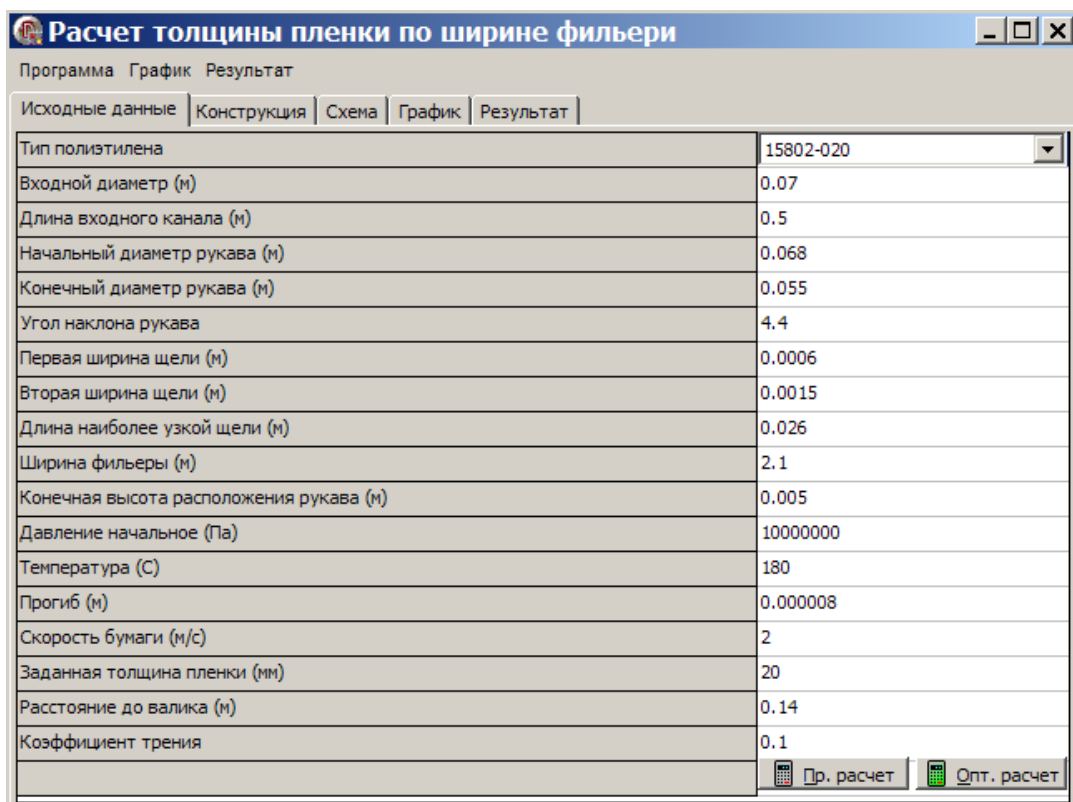 Расчет толщины пленки по ширине фильери
Программа График Результат
Исходные данные Конструкция Схема График Результат
Тип полиэтилена 15802-020
Входной диаметр (м) 0.07
Длина входного канала (м) 0.5
Начальный диаметр рукава (м) 0.068
Конечный диаметр рукава (м) 0.055
Угол наклона рукава 4.4
Первая ширина щели (м) 0.0006
Вторая ширина щели (м) 0.0015
Длина наиболее узкой щели (м) 0.026
Ширина фильеры (м) 2.1
Конечная высота расположения рукава (м) 0.005
Давление начальное (Па) 10000000
Температура (С) 180
Прогиб (м) 0.000008
Скорость бумаги (м/с) 2
Заданная толщина пленки (мм) 20
Расстояние до валика (м) 0.14
Коэффициент трения 0.1
Пр. расчет Опт. расчет